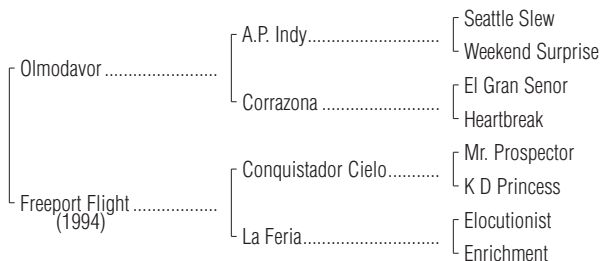 Seattle Slew
A.P. Indy..............................
Weekend Surprise
Olmodavor .........................
El Gran Senor
Corrazona ...........................
Heartbreak
Mr. Prospector
Conquistador Cielo............
K D Princess
Freeport Flight ...................
(1994)
Elocutionist
La Feria...............................
Enrichment